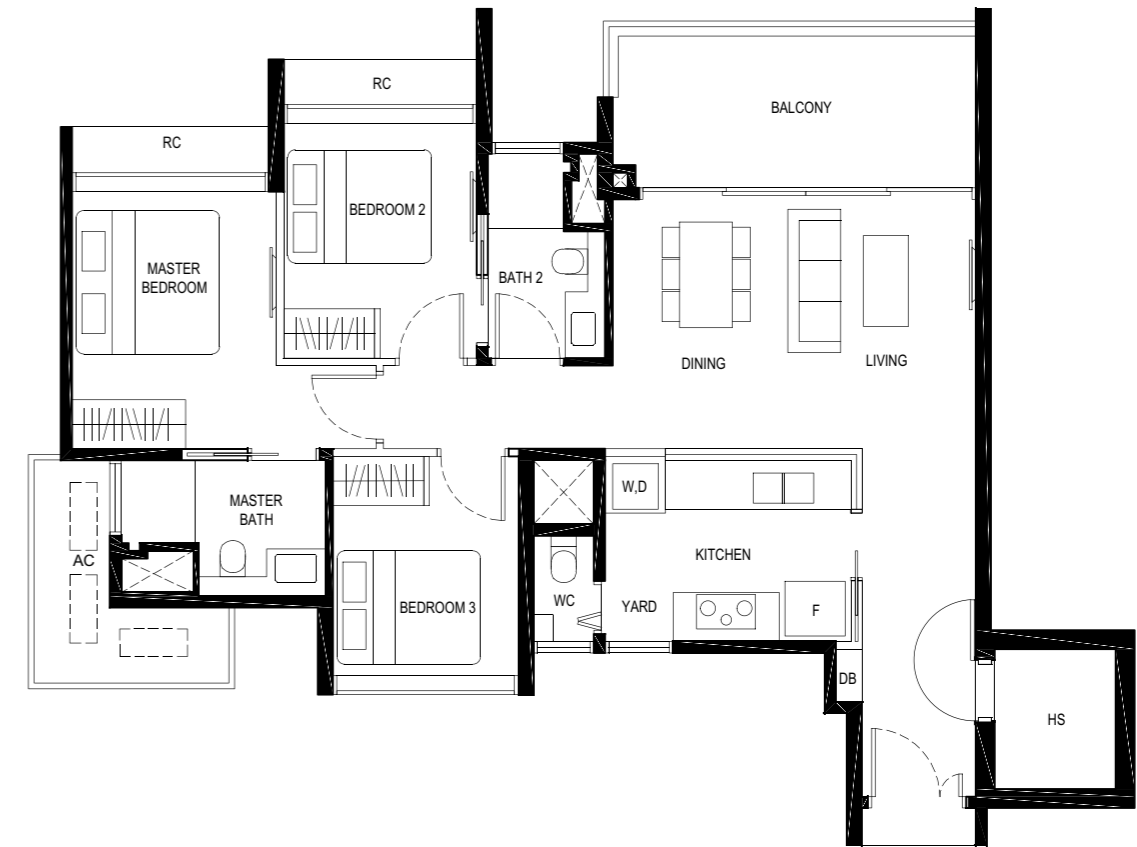 RC
RC
BALCONY
BEDROOM 2
MASTER
BEDROOM
BATH 2
DINING
LIVING
W,D
MASTER
BATH
AC
KITCHEN
WC
YARD
BEDROOM 3
F
DB
HS